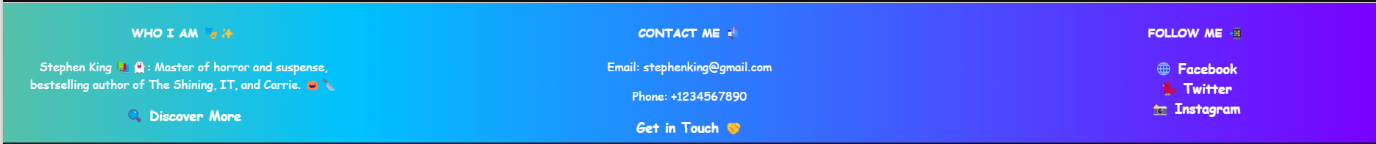 WHO I AM
Stephen King : Master of horror and suspense,
bestselling author of The Shining, IT, and Carrie.
Discover More
CONTACT ME
Email: stephenking@gmail.com
Phone: +1234567890
Get in Touch
FOLLOW ME
Facebook
Twitter
Instagram